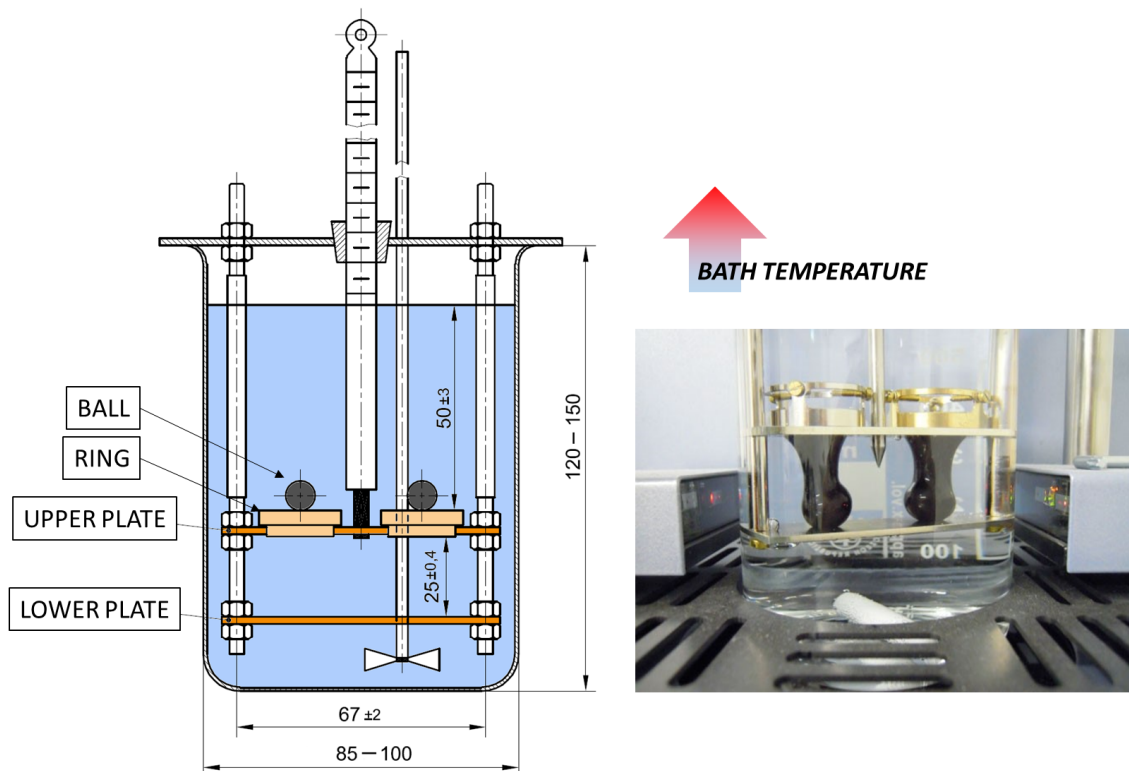 BATH TEMPERATURE
BALL
RING
UPPER PLATE
LOWER PLATE
50±3
25±0,4
120−150
67 ±2
85−100
100